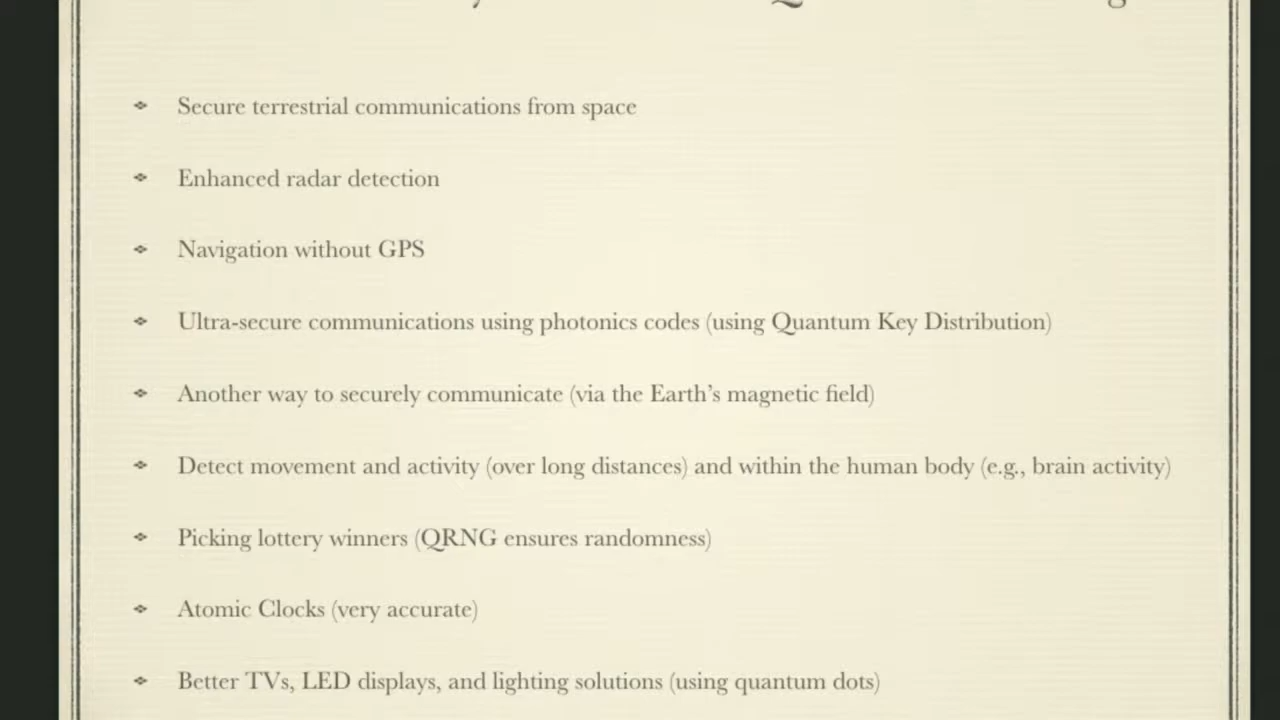 Secure terrestrial communications from space
Enhanced radar detection
Navigation without GPS
Ultra-secure communications using photonics codes (using Quantum Key Distribution)
Another way to securely communicate (via the Earth’s magnetic field)
Detect movement and activity (over long distances) and within the human body (e.g., brain activity)
Picking lottery winners (QRNG ensures randomness)
Atomic Clocks (very accurate)
Better TVs, LED displays, and lighting solutions (using quantum dots)